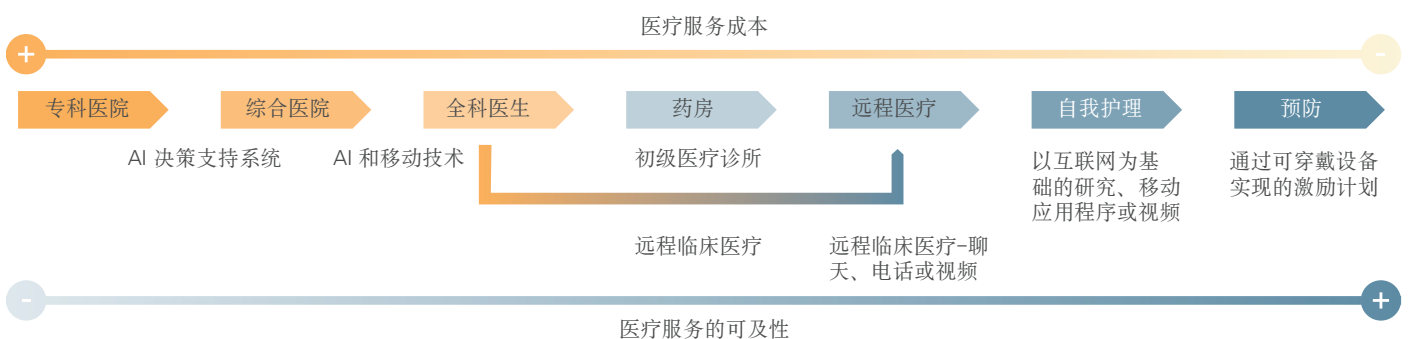 医疗服务成本
+
-
专科医院
综合医院
全科医生
药房
远程医疗
自我护理
预防
AI 决策支持系统
AI 和移动技术
初级医疗诊所
以互联网为基
础的研究、移动
应用程序或视频
通过可穿戴设备
实现的激励计划
远程临床医疗
远程临床医疗-聊
天、电话或视频
-
+
医疗服务的可及性